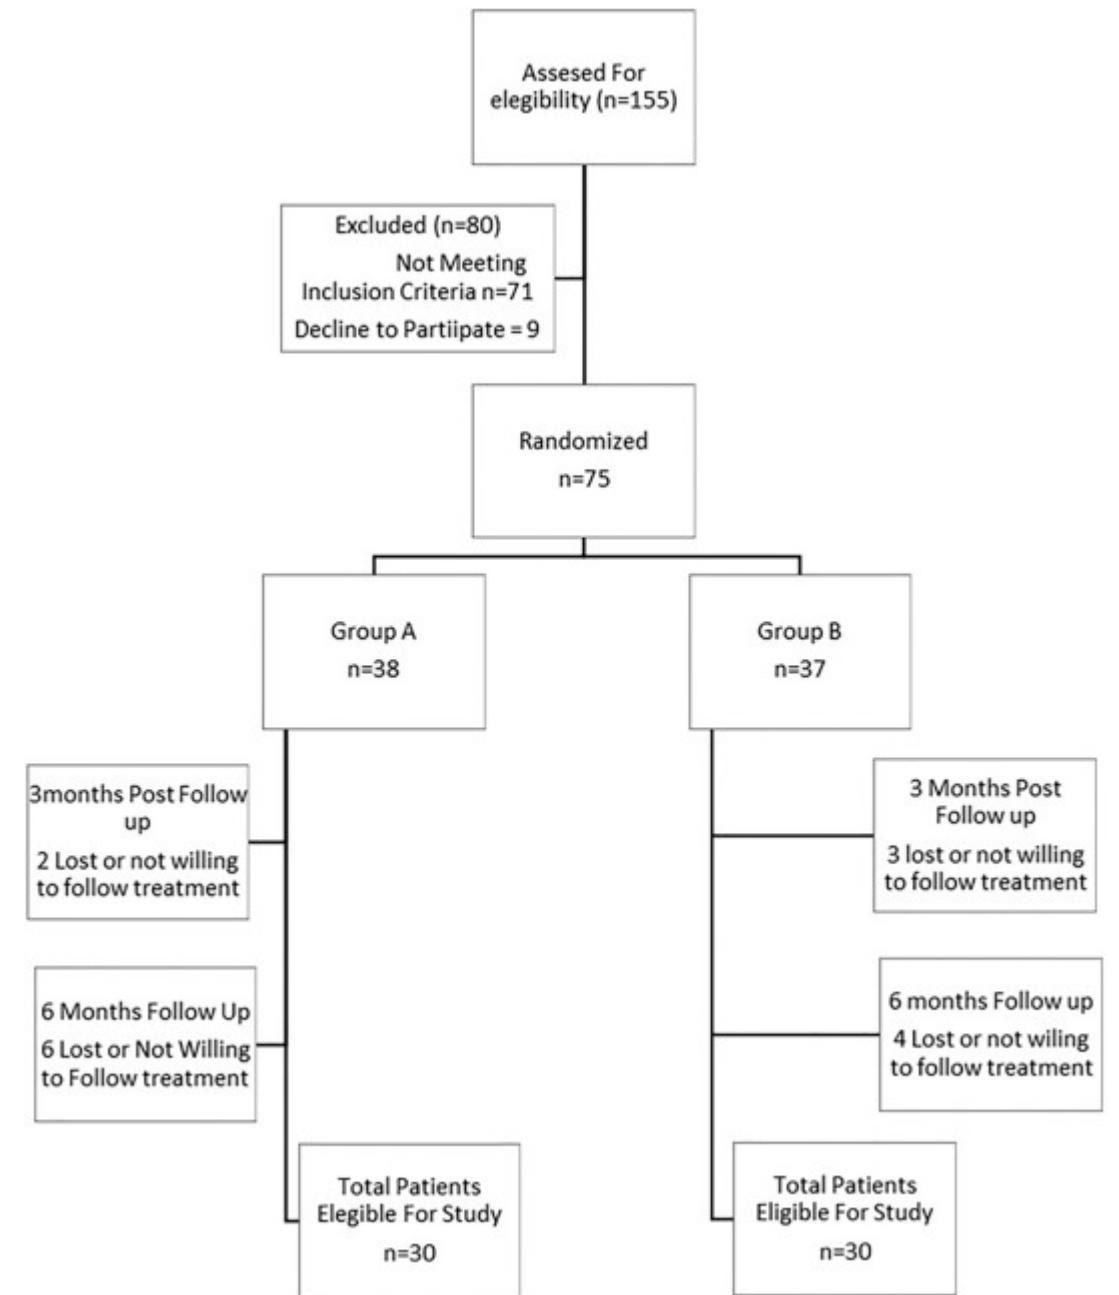 Assesed For
elegibility (n=155)
Excluded (n=80)
Not Meeting
Inclusion Criteria n=71
Decline to Partiipate = 9
Randomized
n=75
Group A
n=38
Group B
n=37
3months Post Follow
up
2 Lost or not willing
to follow treatment
3 Months Post
Follow up
3 lost or not willing
to follow treatment
6 Months Follow Up
6 Lost or Not Willing
to Follow treatment
6 months Follow up
4 Lost or not wiling
to follow treatment
Total Patients
Elegible For Study
n=30
Total Patients
Eligible For Study
n=30